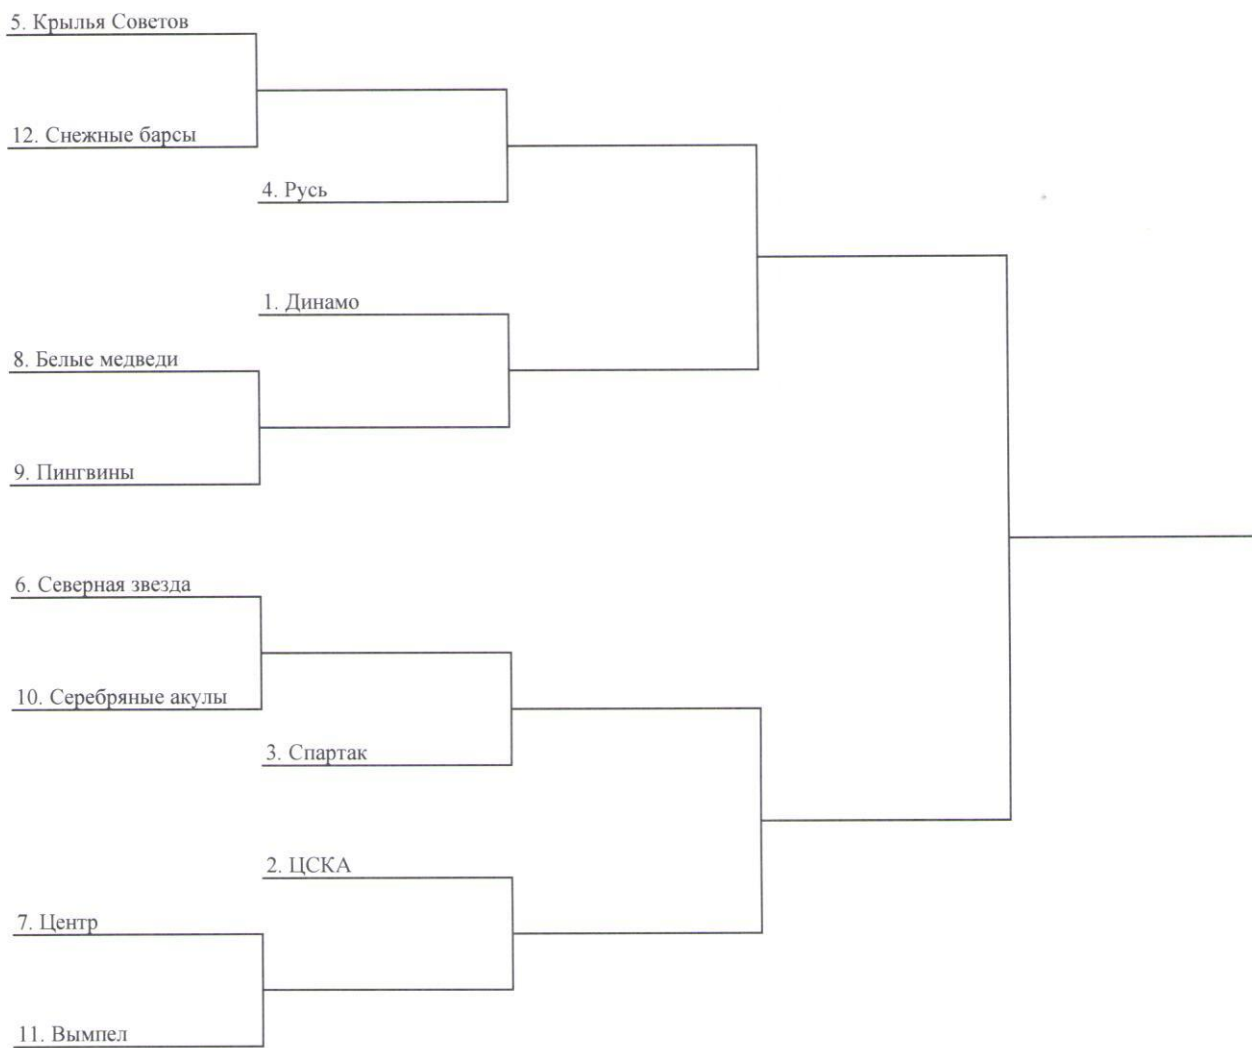 5. Крылья Советов
12. Снежные барсы
4. Русь
1. Динамо
8. Белые медведи
9. Пингвины
6. Северная звезда
10. Серебряные акулы
3. Спартак
2. ЦСКА
7. Центр
11. Вымпел